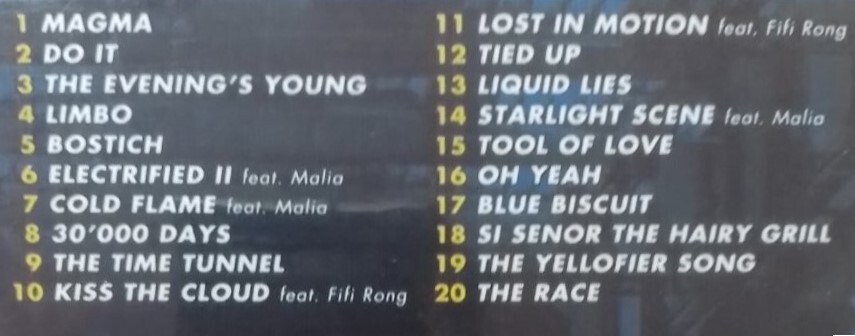 1 MAGMA
2 DO IT
3 THE EVENING'S YOUNG
4 LIMBO
5 BOSTICH
6 ELECTRIFIED II feat. Malia
7 COLD FLAME feat. Malia
8 30'000 DAYS
9 THE TIME TUNNEL
10 KISS THE CLOUD feat. Fifi Rong
11 LOST IN MOTION feat. Fifi Rong
12 TIED UP
13 LIQUID LIES
14 STARLIGHT SCENE feat. Malia
15 TOOL OF LOVE
16 OH YEAH
17 BLUE BISCUIT
18 SI SENOR THE HAIRY GRILL
19 THE YELLOFIER SONG
20 THE RACE